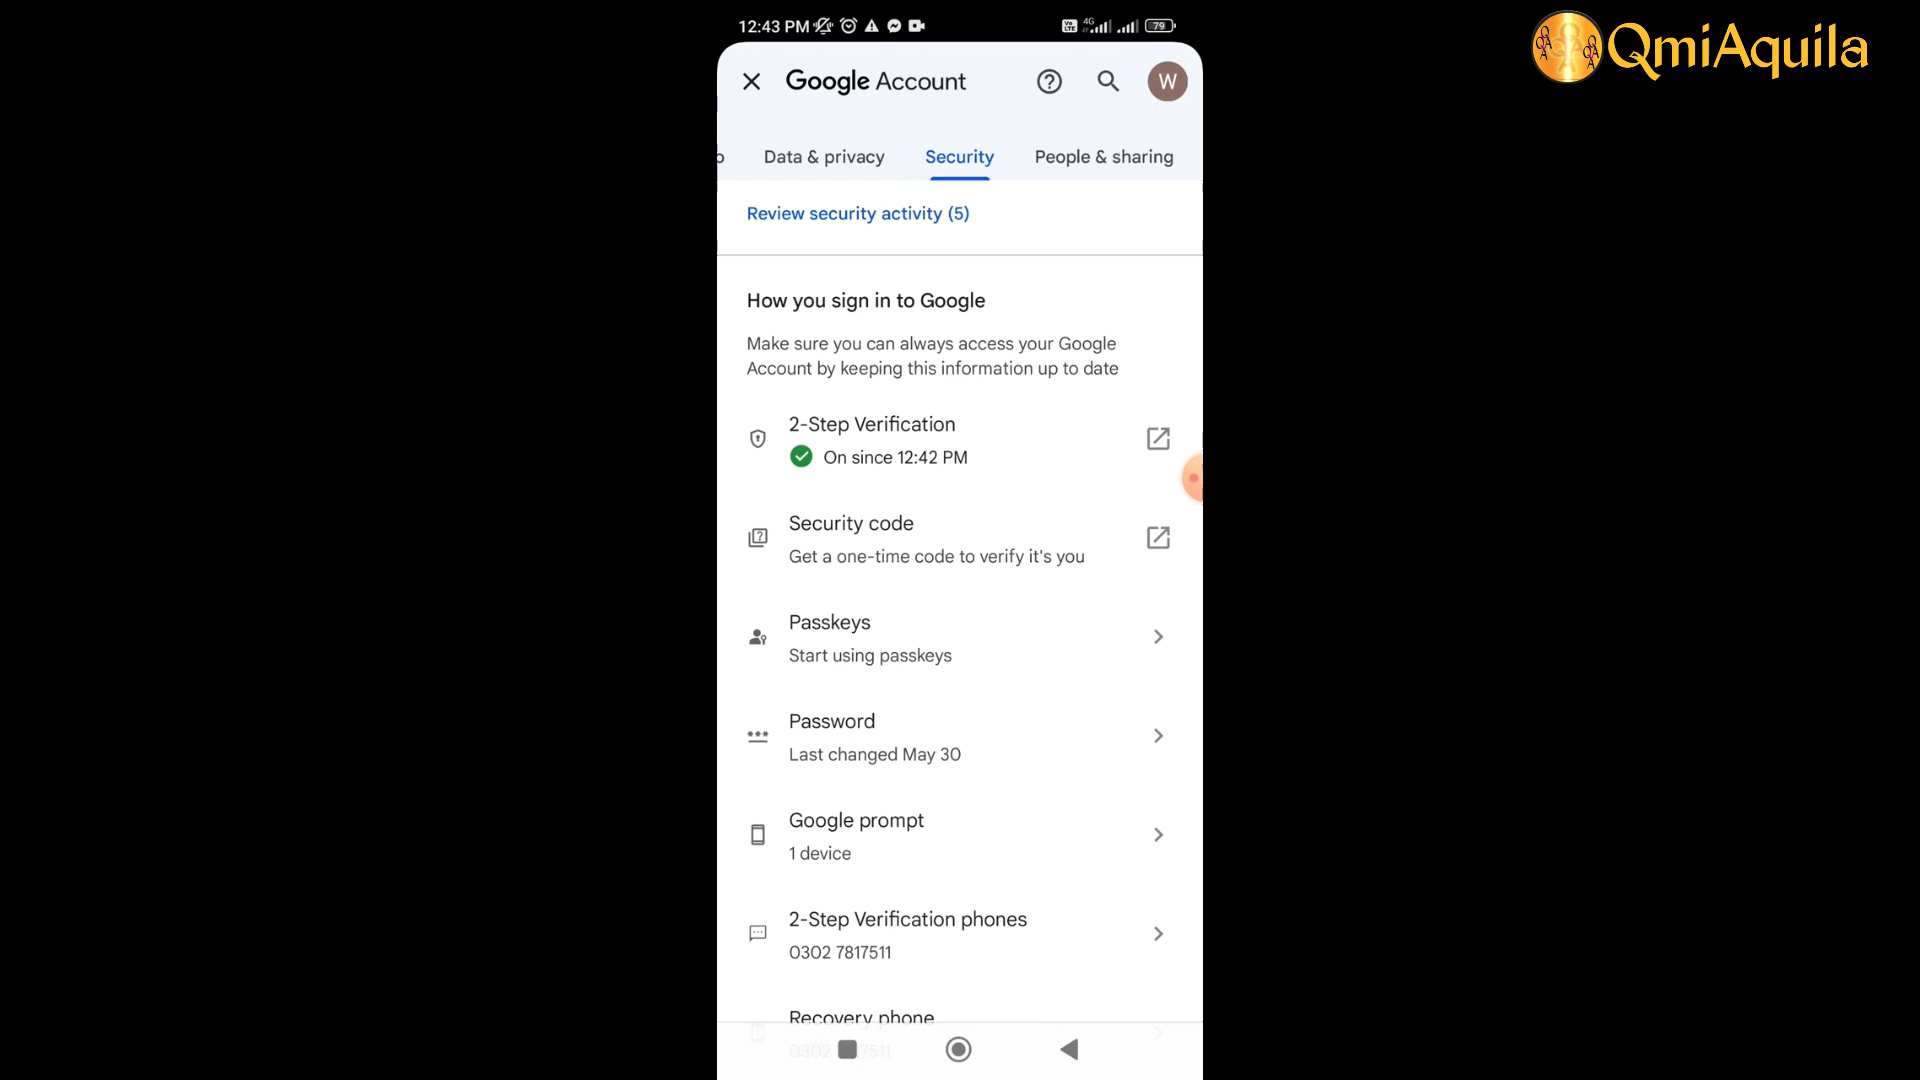 12:43 PM
4G
79
QmiAquila
Google Account
W
Data & privacy
Security
People & sharing
Review security activity (5)
How you sign in to Google
Make sure you can always access your Google
Account by keeping this information up to date
2-Step Verification
On since 12:42 PM
Security code
Get a one-time code to verify it's you
Passkeys
Start using passkeys
Password
Last changed May 30
Google prompt
1 device
2-Step Verification phones
0302 7817511
Recovery phone
0302
7511